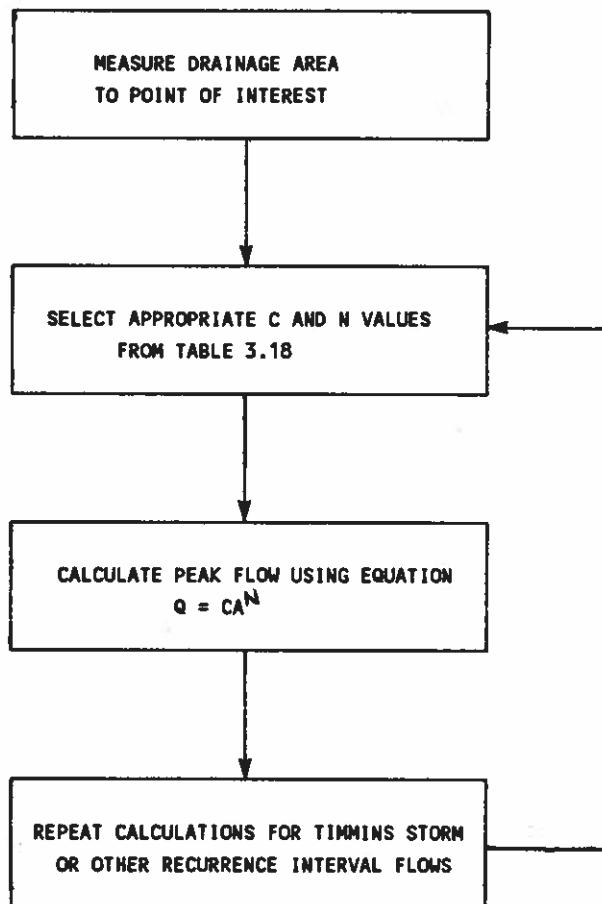 MEASURE DRAINAGE AREA
TO POINT OF INTEREST
SELECT APPROPRIATE C AND N VALUES
FROM TABLE 3.18
CALCULATE PEAK FLOW USING EQUATION
Q = CA^N
REPEAT CALCULATIONS FOR TIMMINS STORM
OR OTHER RECURRENCE INTERVAL FLOWS